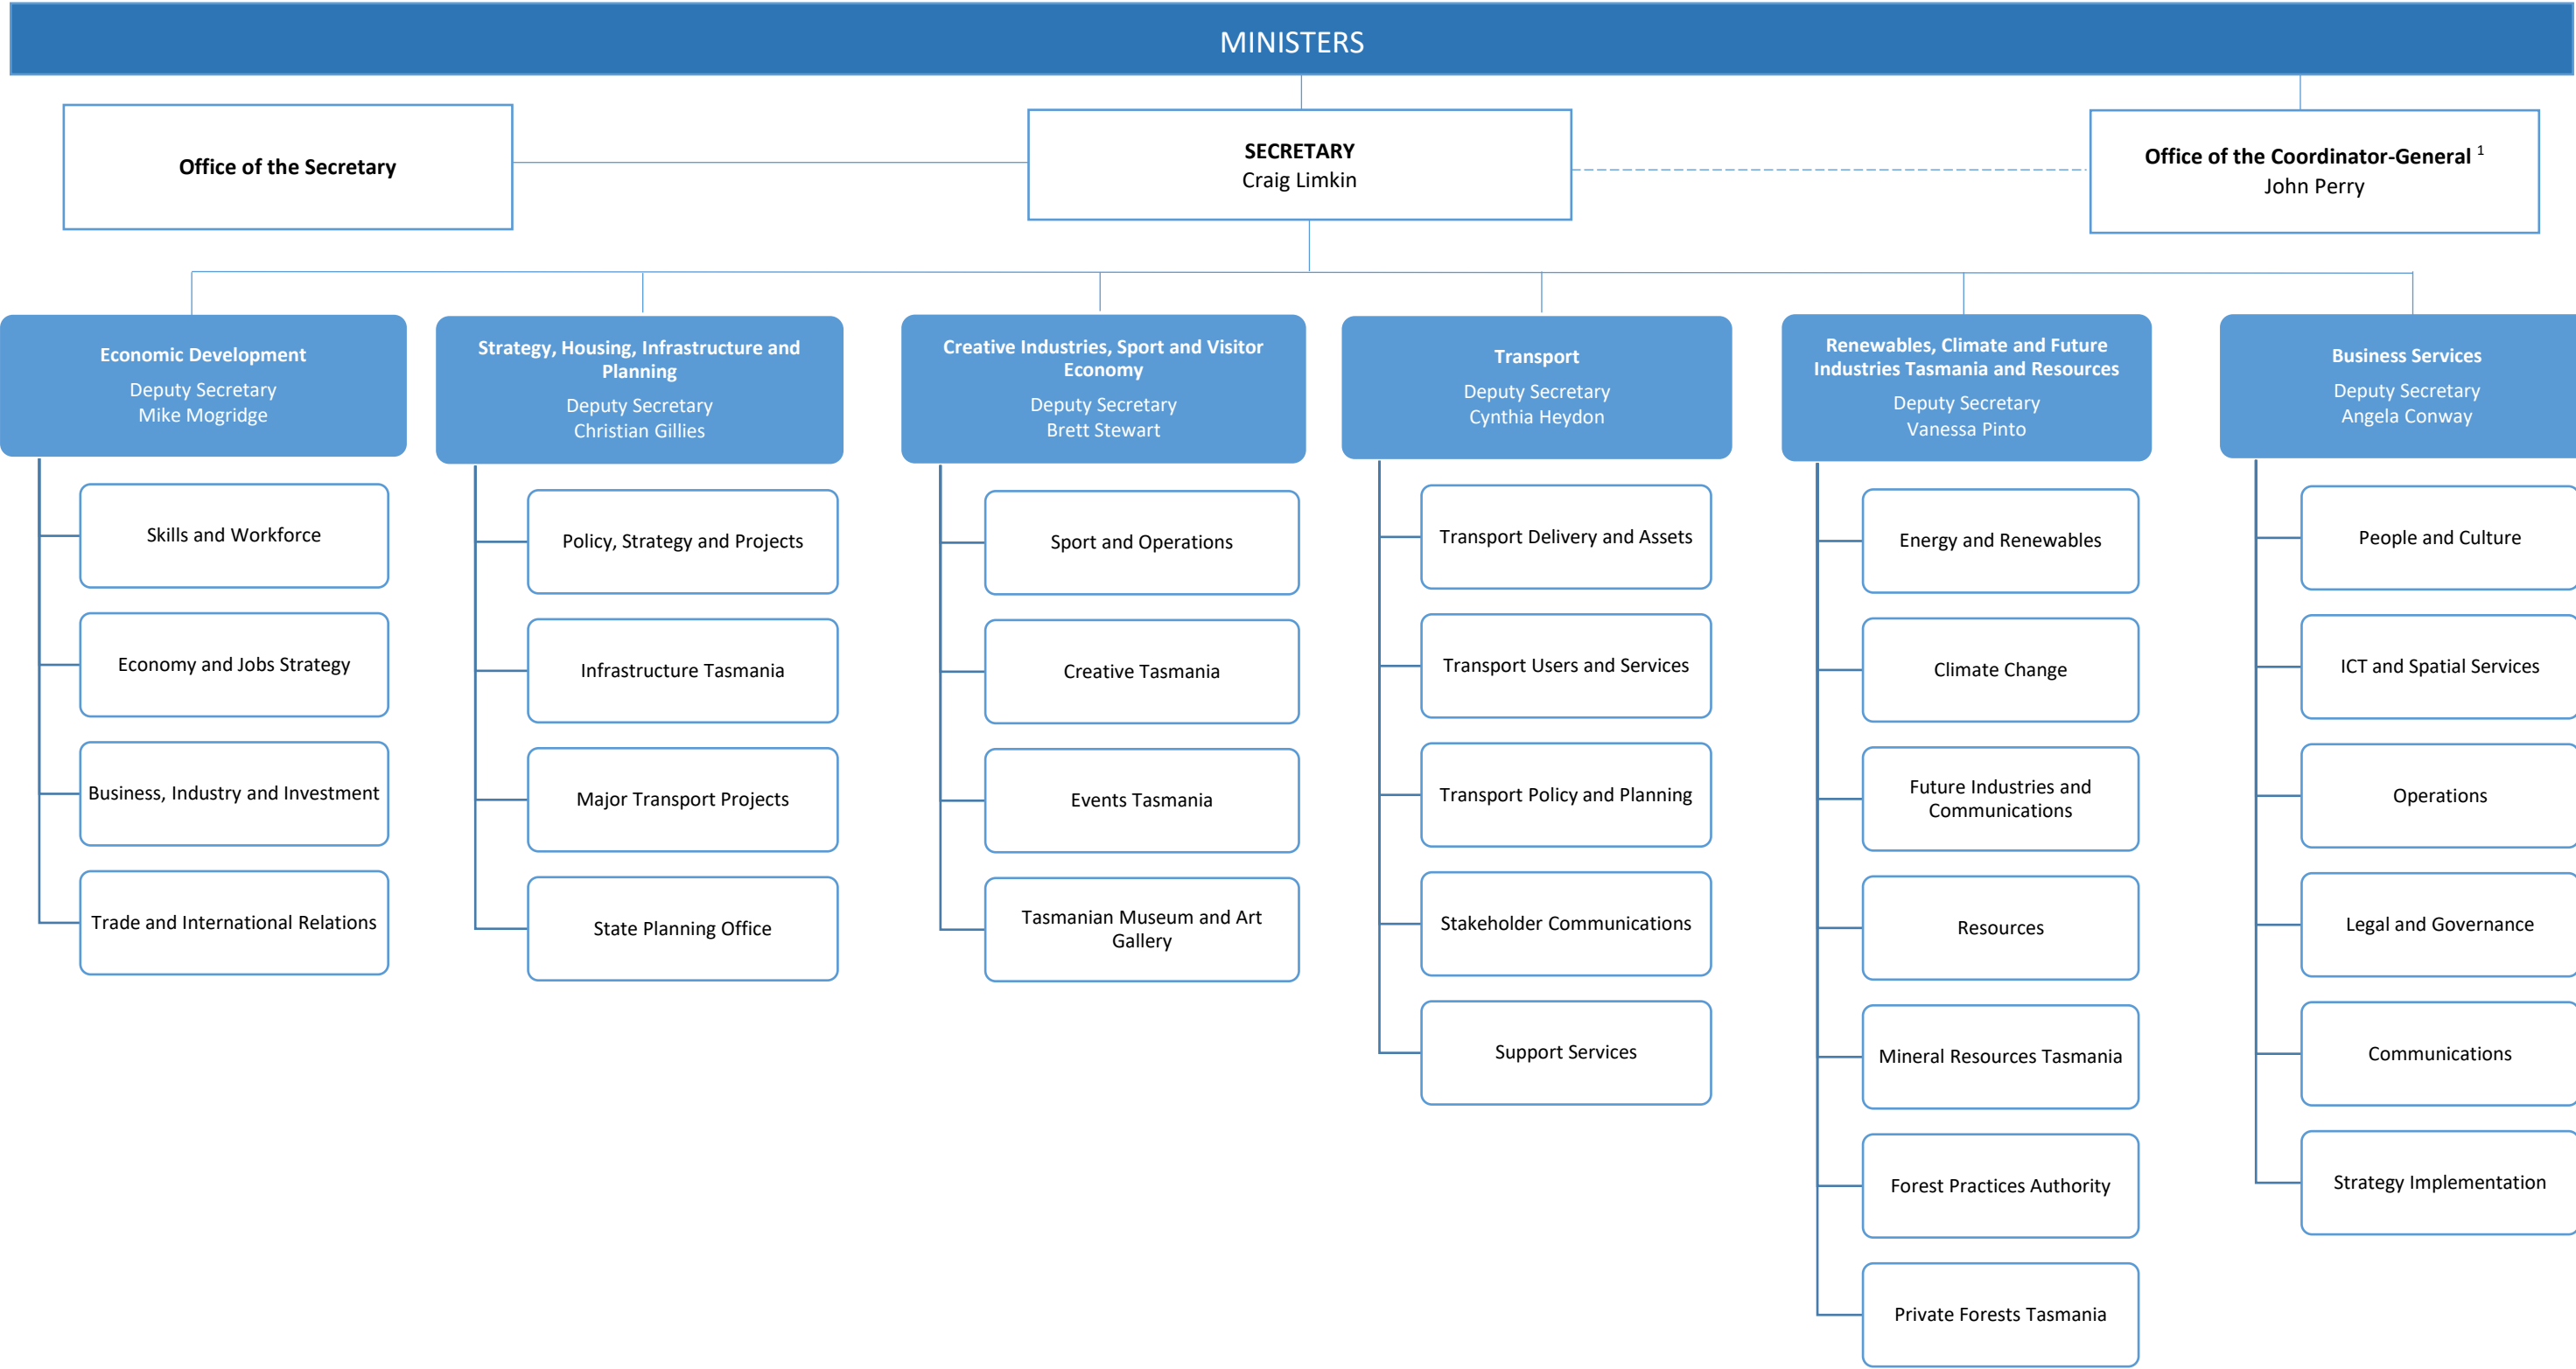 MINISTERS
Office of the Secretary
SECRETARY
Craig Limkin
Office of the Coordinator-General 1
John Perry
Economic Development
Deputy Secretary
Mike Mogridge
Skills and Workforce
Economy and Jobs Strategy
Business, Industry and Investment
Trade and International Relations
Strategy, Housing, Infrastructure and
Planning
Deputy Secretary
Christian Gillies
Policy, Strategy and Projects
Infrastructure Tasmania
Major Transport Projects
State Planning Office
Creative Industries, Sport and Visitor
Economy
Deputy Secretary
Brett Stewart
Sport and Operations
Creative Tasmania
Events Tasmania
Tasmanian Museum and Art
Gallery
Transport
Deputy Secretary
Cynthia Heydon
Transport Delivery and Assets
Transport Users and Services
Transport Policy and Planning
Stakeholder Communications
Support Services
Renewables, Climate and Future
Industries Tasmania and Resources
Deputy Secretary
Vanessa Pinto
Energy and Renewables
Climate Change
Future Industries and
Communications
Resources
Mineral Resources Tasmania
Forest Practices Authority
Private Forests Tasmania
Business Services
Deputy Secretary
Angela Conway
People and Culture
ICT and Spatial Services
Operations
Legal and Governance
Communications
Strategy Implementation